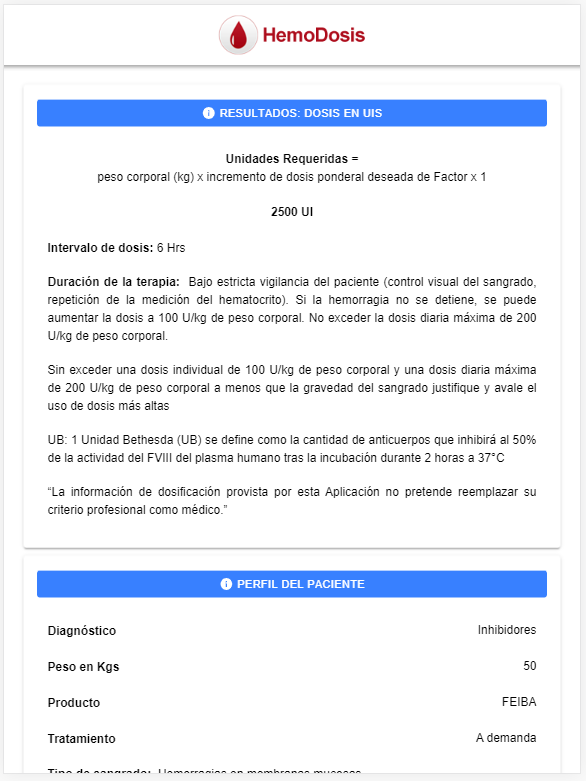 HemoDosis
RESULTADOS: DOSIS EN UIS
Unidades Requeridas =
peso corporal (kg) x incremento de dosis ponderal deseada de Factor x 1
2500 UI
Intervalo de dosis: 6 Hrs
Duración de la terapia: Bajo estricta vigilancia del paciente (control visual del sangrado,
repetición de la medición del hematocrito). Si la hemorragia no se detiene, se puede
aumentar la dosis a 100 U/kg de peso corporal. No exceder la dosis diaria máxima de 200
U/kg de peso corporal.
Sin exceder una dosis individual de 100 U/kg de peso corporal y una dosis diaria máxima
de 200 U/kg de peso corporal a menos que la gravedad del sangrado justifique y avale el
uso de dosis más altas
UB: 1 Unidad Bethesda (UB) se define como la cantidad de anticuerpos que inhibirá al 50%
de la actividad del FVIII del plasma humano tras la incubación durante 2 horas a 37°C
“La información de dosificación provista por esta Aplicación no pretende reemplazar su
criterio profesional como médico.”
PERFIL DEL PACIENTE
Diagnóstico Inhibidores
Peso en Kgs 50
Producto FEIBA
Tratamiento A demanda
Tipo de sangrado: Hemorragias en membranas mucosas